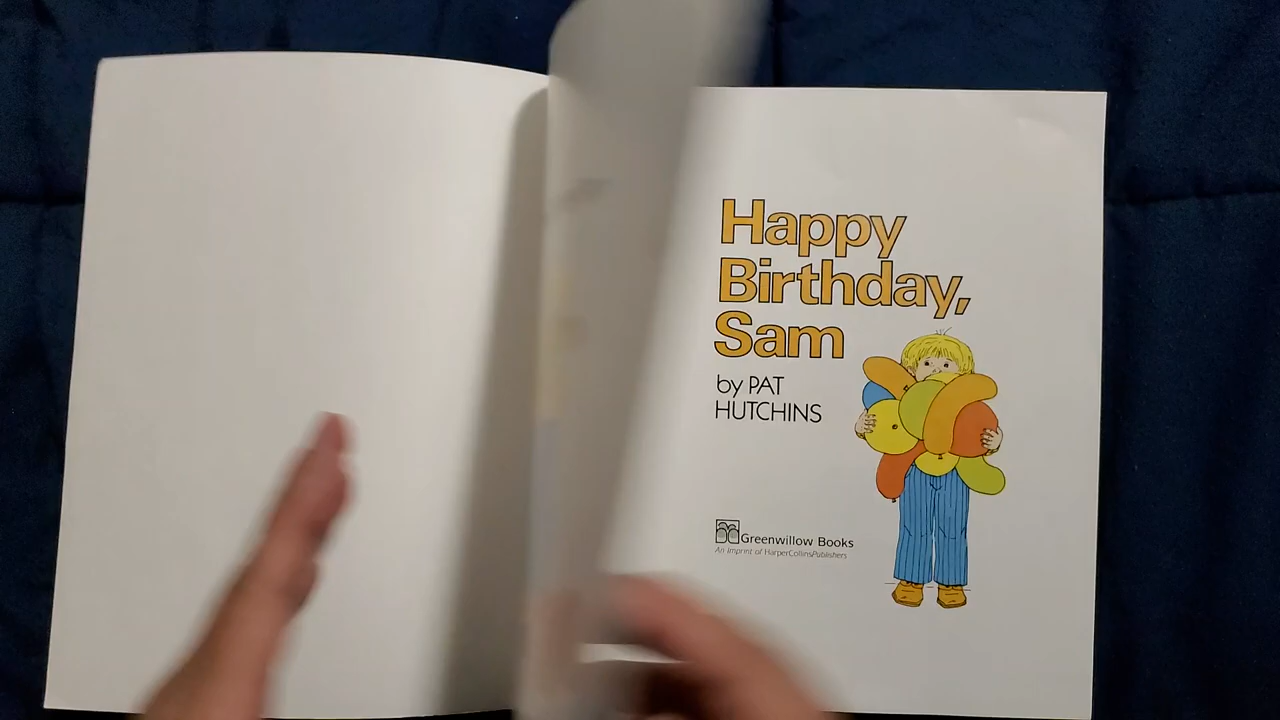 Happy
Birthday,
Sam
by PAT
HUTCHINS
Greenwillow Books
An Imprint of HarperCollinsPublishers